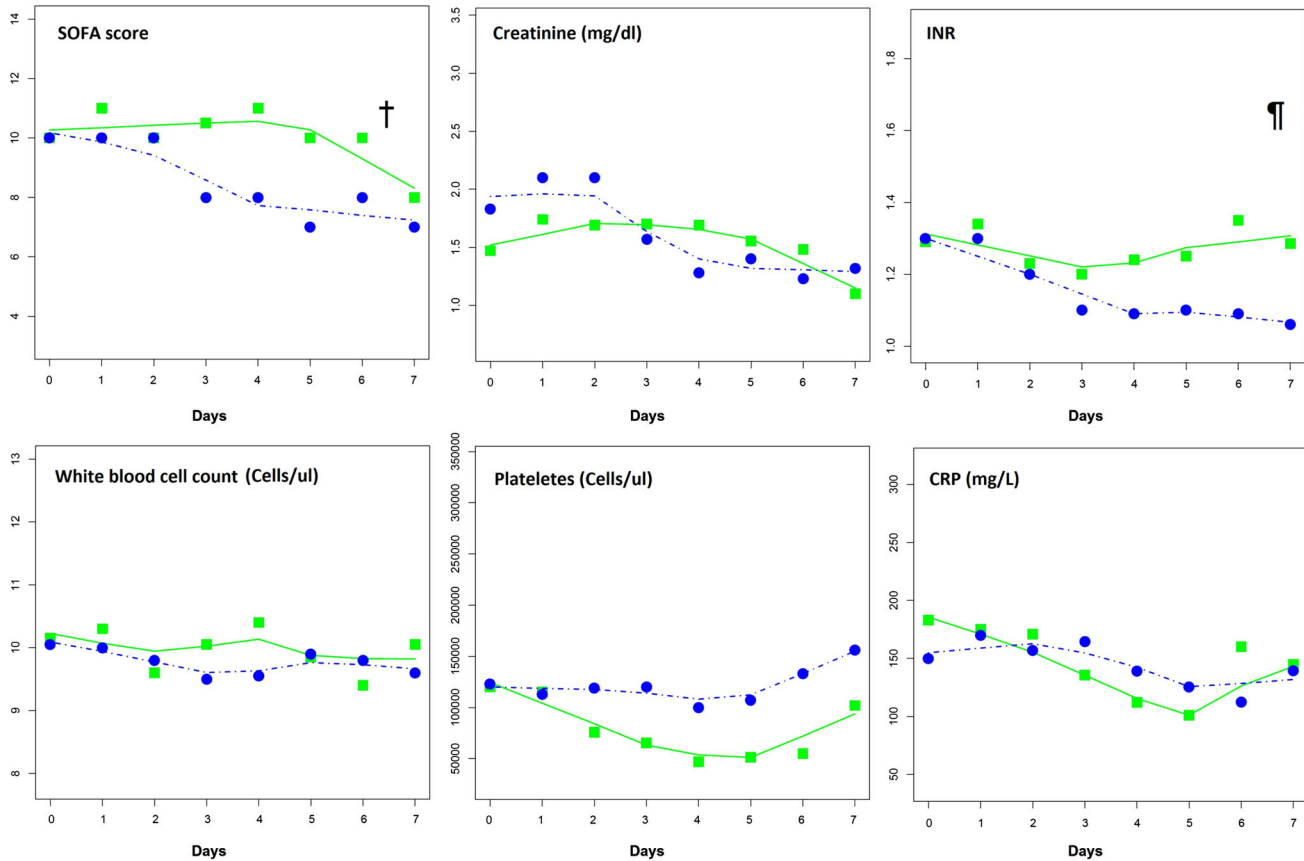 SOFA score
†
14
12
10
8
6
4
0 1 2 3 4 5 6 7
Days
Creatinine (mg/dl)
3.5
3.0
2.5
2.0
1.5
1.0
0 1 2 3 4 5 6 7
Days
INR
¶
1.8
1.6
1.4
1.2
1.0
0 1 2 3 4 5 6 7
Days
White blood cell count (Cells/ul)
13
12
11
10
9
8
0 1 2 3 4 5 6 7
Days
Plateletes (Cells/ul)
350000
300000
250000
200000
150000
100000
50000
0 1 2 3 4 5 6 7
Days
CRP (mg/L)
300
250
200
150
100
50
0 1 2 3 4 5 6 7
Days